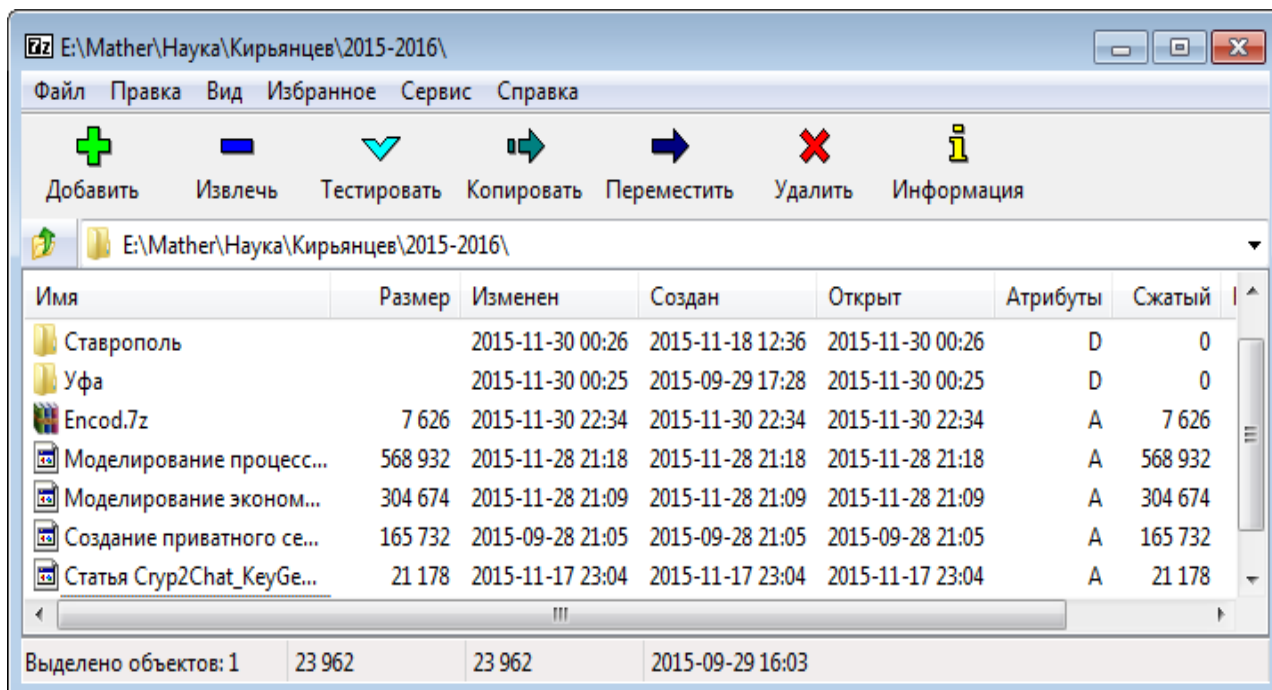 E:\Mather\Наука\Кирьянцев\2015-2016\
Файл Правка Вид Избранное Сервис Справка
Добавить Извлечь Тестировать Копировать Переместить Удалить Информация
E:\Mather\Наука\Кирьянцев\2015-2016\
Имя Размер Изменен Создан Открыт Атрибуты Сжатый
Ставрополь 2015-11-30 00:26 2015-11-18 12:36 2015-11-30 00:26 D 0
Уфа 2015-11-30 00:25 2015-09-29 17:28 2015-11-30 00:25 D 0
Encod.7z 7 626 2015-11-30 22:34 2015-11-30 22:34 2015-11-30 22:34 A 7 626
Моделирование процесс... 568 932 2015-11-28 21:18 2015-11-28 21:18 2015-11-28 21:18 A 568 932
Моделирование эконом... 304 674 2015-11-28 21:09 2015-11-28 21:09 2015-11-28 21:09 A 304 674
Создание приватного се... 165 732 2015-09-28 21:05 2015-09-28 21:05 2015-09-28 21:05 A 165 732
Статья Cryp2Chat_KeyGe... 21 178 2015-11-17 23:04 2015-11-17 23:04 2015-11-17 23:04 A 21 178
Выделено объектов: 1 23 962 23 962 2015-09-29 16:03